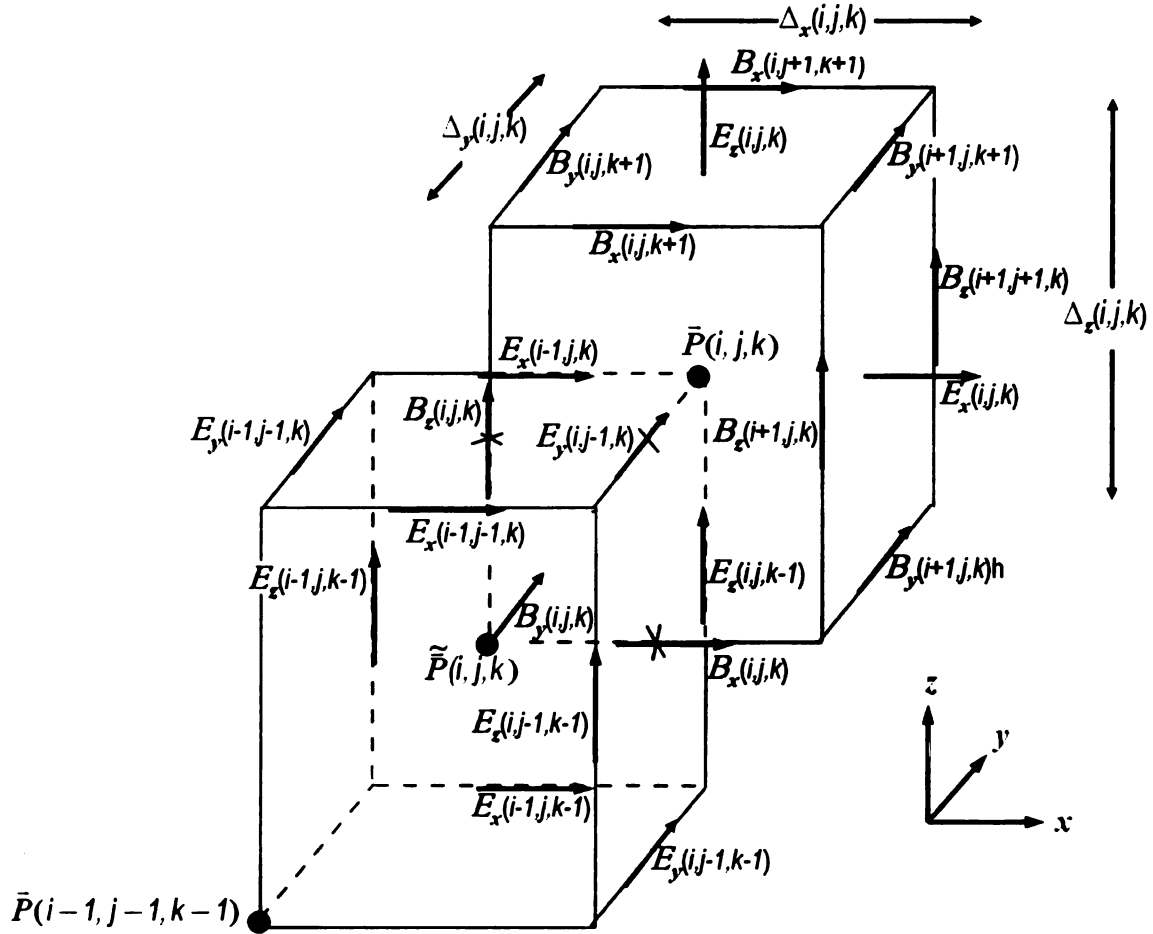 Δx(i,j,k)
Bx(i,j+1,k+1)
Δy(i,j,k)
Ez(i,j,k)
By(i,j,k+1)
By(i+1,j,k+1)
Bx(i,j,k+1)
Bz(i+1,j+1,k)
Δz(i,j,k)
Ex(i-1,j,k)
P⃗(i,j,k)
Ex(i,j,k)
Bz(i,j,k)
Ey(i-1,j-1,k)
Ey(i,j-1,k)
Bz(i+1,j,k)
Ex(i-1,j-1,k)
Ez(i-1,j,k-1)
Ez(i,j,k-1)
By(i+1,j,k)h
By(i,j,k)
P̃⃗(i,j,k)
Bx(i,j,k)
z
Ez(i,j-1,k-1)
y
Ex(i-1,j,k-1)
x
Ey(i,j-1,k-1)
P⃗(i-1,j-1,k-1)